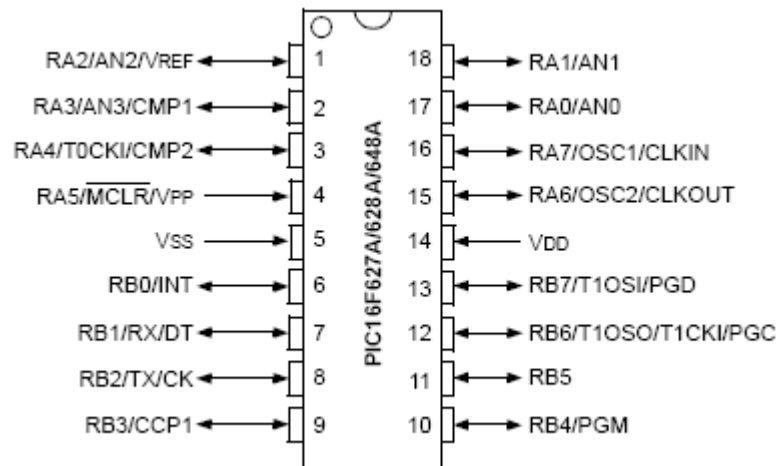 RA2/AN2/VREF 1 18 RA1/AN1
RA3/AN3/CMP1 2 17 RA0/AN0
RA4/T0CKI/CMP2 3 16 RA7/OSC1/CLKIN
RA5/MCLR/VPP 4 15 RA6/OSC2/CLKOUT
VSS 5 14 VDD
RB0/INT 6 13 RB7/T1OSI/PGD
RB1/RX/DT 7 12 RB6/T1OSO/T1CKI/PGC
RB2/TX/CK 8 11 RB5
RB3/CCP1 9 10 RB4/PGM
PIC16F627A/628A/648A